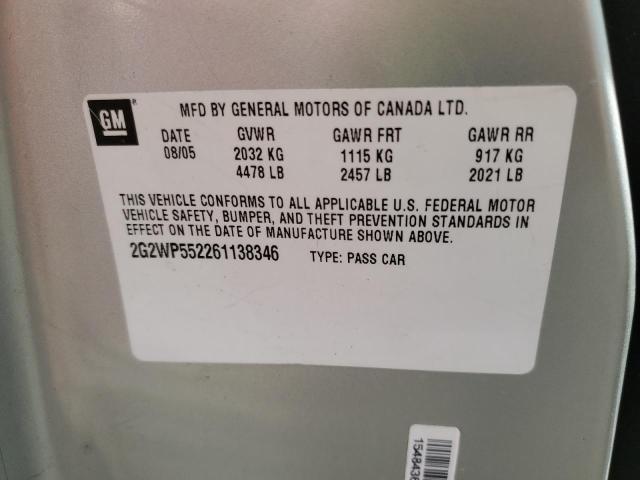 GM
MFD BY GENERAL MOTORS OF CANADA LTD.
DATE GVWR GAWR FRT GAWR RR
08/05 2032 KG 1115 KG 917 KG
4478 LB 2457 LB 2021 LB
THIS VEHICLE CONFORMS TO ALL APPLICABLE U.S. FEDERAL MOTOR
VEHICLE SAFETY, BUMPER, AND THEFT PREVENTION STANDARDS IN
EFFECT ON THE DATE OF MANUFACTURE SHOWN ABOVE.
2G2WP552261138346 TYPE: PASS CAR